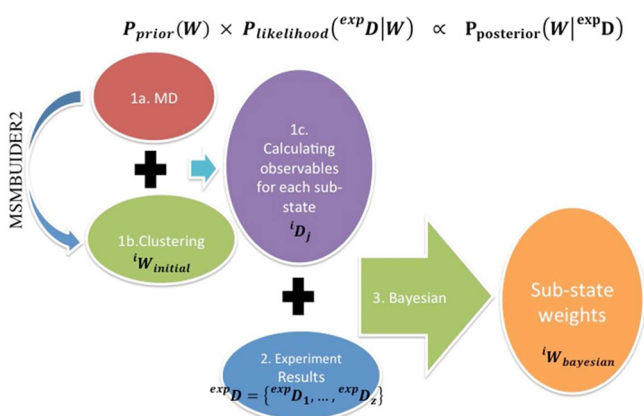 P_prior(W) × P_likelihood(^exp D|W) ∝ P_posterior(W|^exp D)
MSMBUIDER2
1a. MD
1b.Clustering
^i W_initial
1c.
Calculating
observables
for each sub-
state
^i D_j
2. Experiment
Results
^exp D = {^exp D_1, ..., ^exp D_z}
3. Bayesian
Sub-state
weights
^i W_bayesian